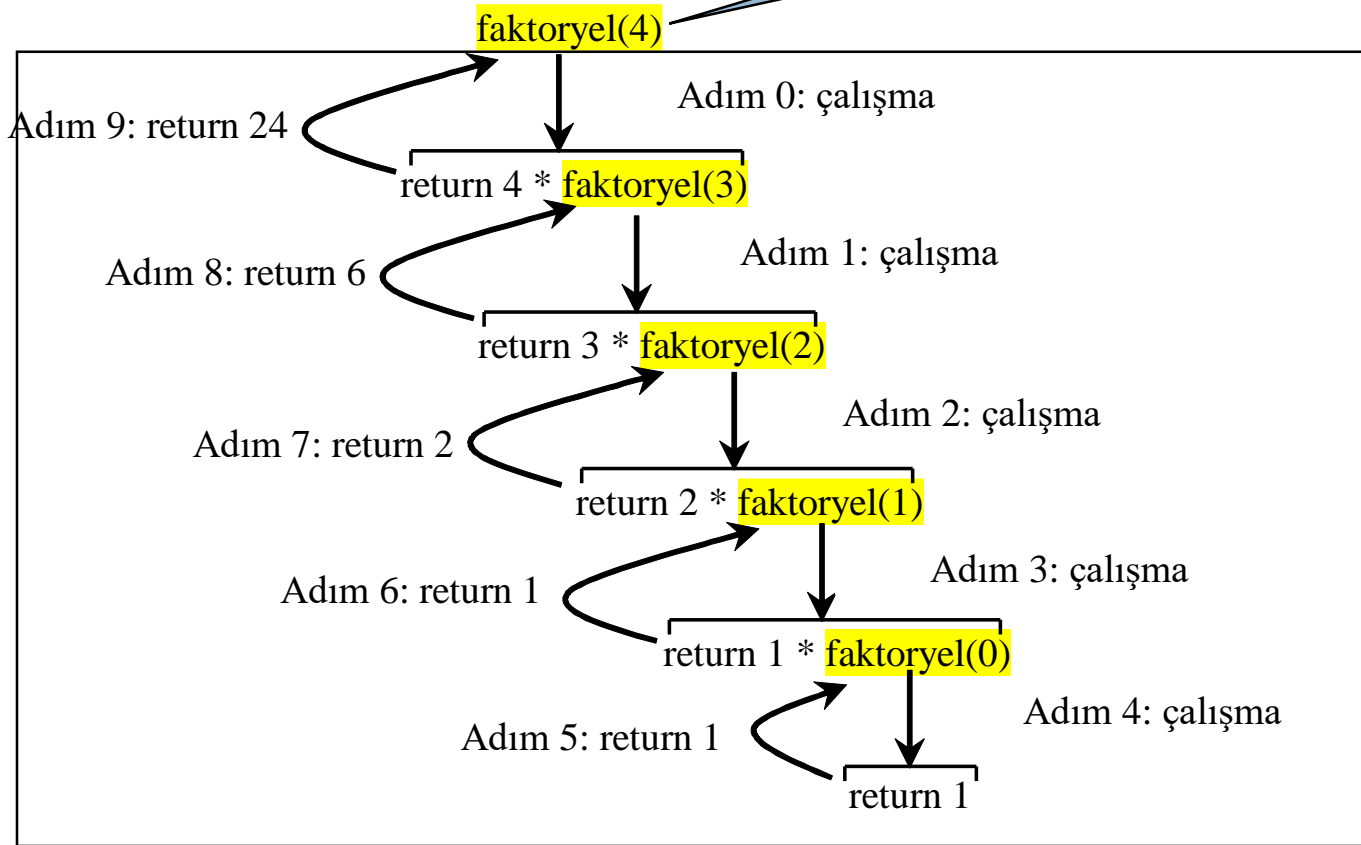 faktoryel(4)
Adım 0: çalışma
Adım 9: return 24
return 4 * faktoryel(3)
Adım 1: çalışma
Adım 8: return 6
return 3 * faktoryel(2)
Adım 2: çalışma
Adım 7: return 2
return 2 * faktoryel(1)
Adım 3: çalışma
Adım 6: return 1
return 1 * faktoryel(0)
Adım 4: çalışma
Adım 5: return 1
return 1